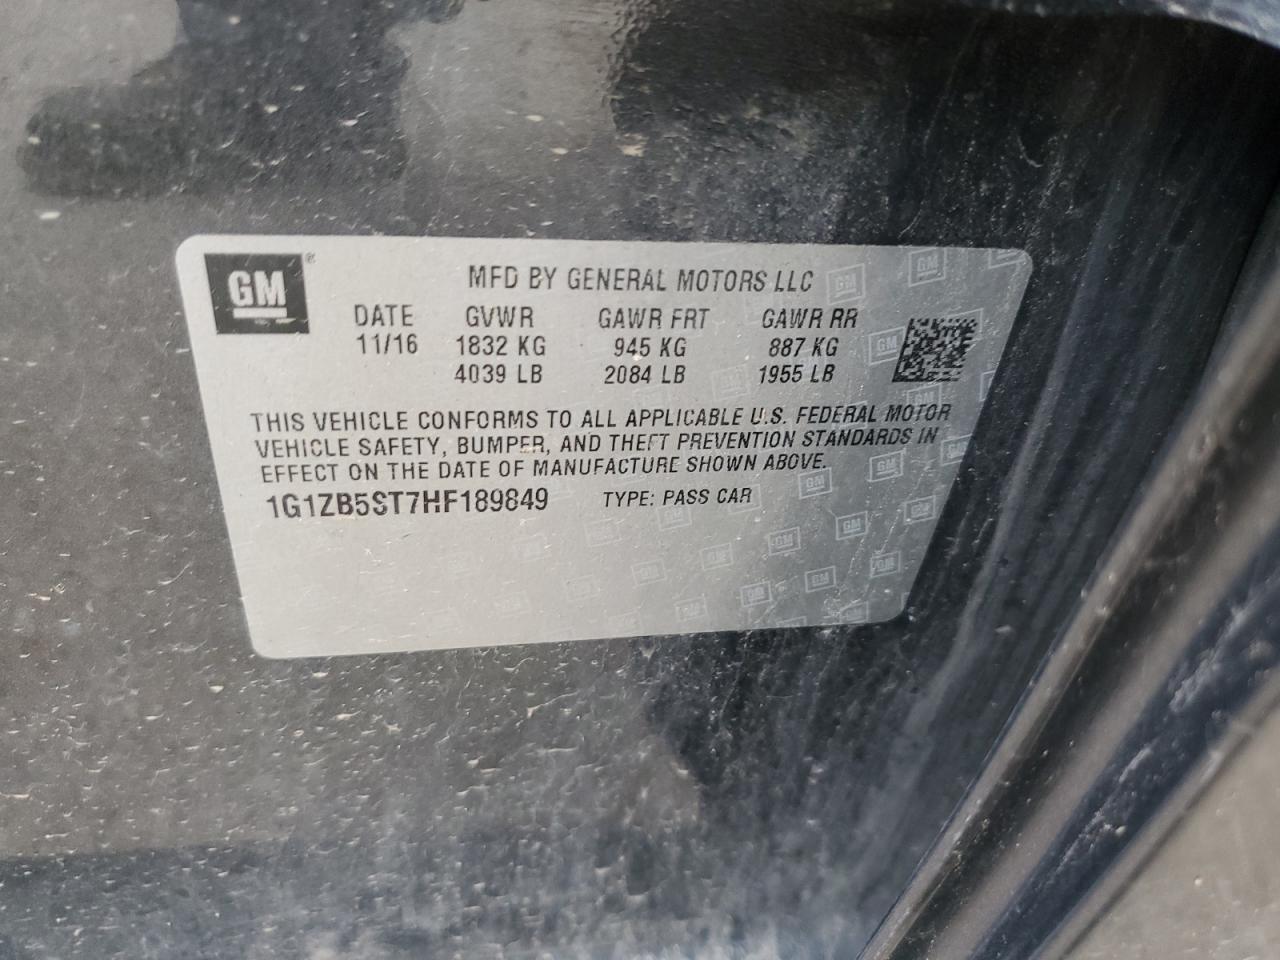 GM®
MFD BY GENERAL MOTORS LLC
DATE GVWR GAWR FRT GAWR RR
11/16 1832 KG 945 KG 887 KG
4039 LB 2084 LB 1955 LB
THIS VEHICLE CONFORMS TO ALL APPLICABLE U.S. FEDERAL MOTOR
VEHICLE SAFETY, BUMPER, AND THEFT PREVENTION STANDARDS IN
EFFECT ON THE DATE OF MANUFACTURE SHOWN ABOVE.
1G1ZB5ST7HF189849 TYPE: PASS CAR